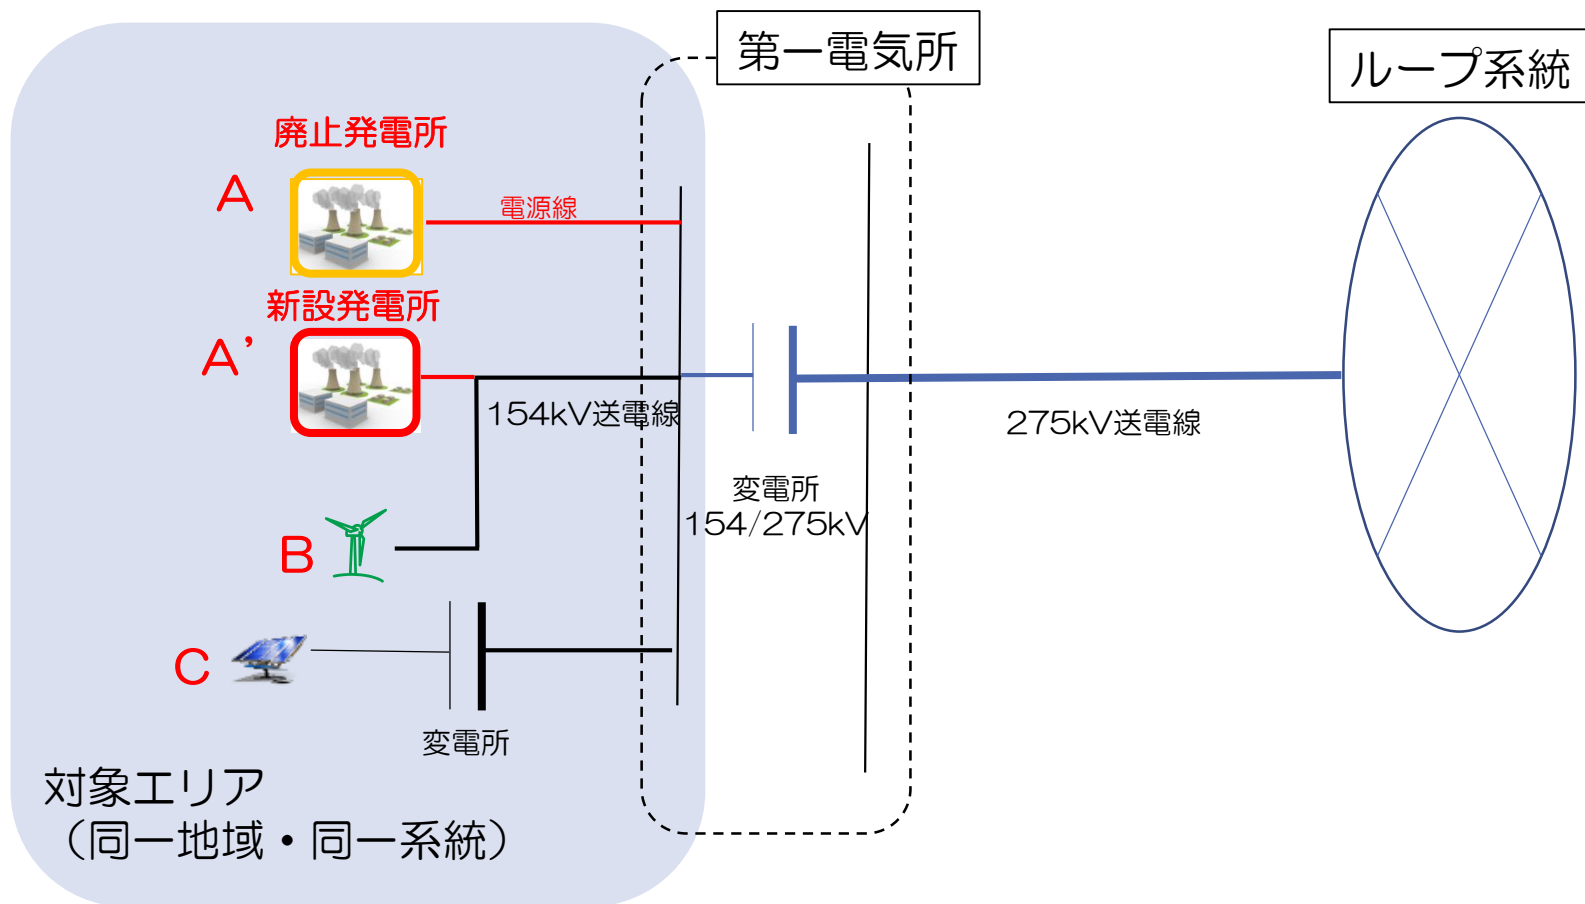 第一電気所
ループ系統
廃止発電所
A
電源線
新設発電所
A’
154kV送電線
275kV送電線
変電所
154/275kV
B
C
変電所
対象エリア
（同一地域・同一系統）